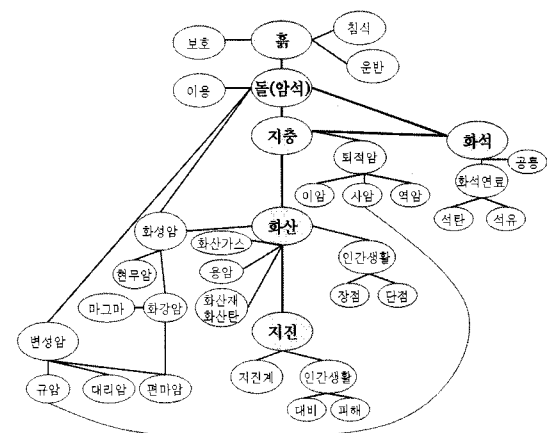 흙
침식
보호
운반
돌(암석)
이용
지층
화석
퇴적암
공룡
화석연료
이암
사암
역암
석탄
석유
화산
화성암
화산가스
인간생활
현무암
용암
장점
단점
마그마
화강암
화산재
화산탄
지진
변성암
지진계
인간생활
규암
대리암
편마암
대비
피해